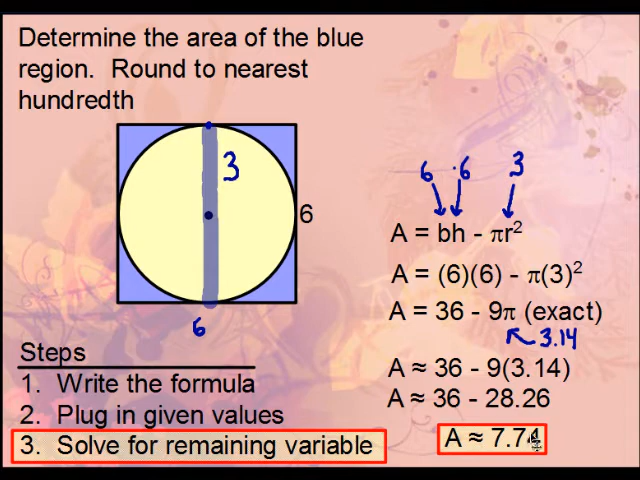 Determine the area of the blue
region. Round to nearest
hundredth
3
6
6
6 6 3
A = bh - πr²
A = (6)(6) - π(3)²
A = 36 - 9π (exact)
3.14
A ≈ 36 - 9(3.14)
A ≈ 36 - 28.26
A ≈ 7.74
Steps
1. Write the formula
2. Plug in given values
3. Solve for remaining variable